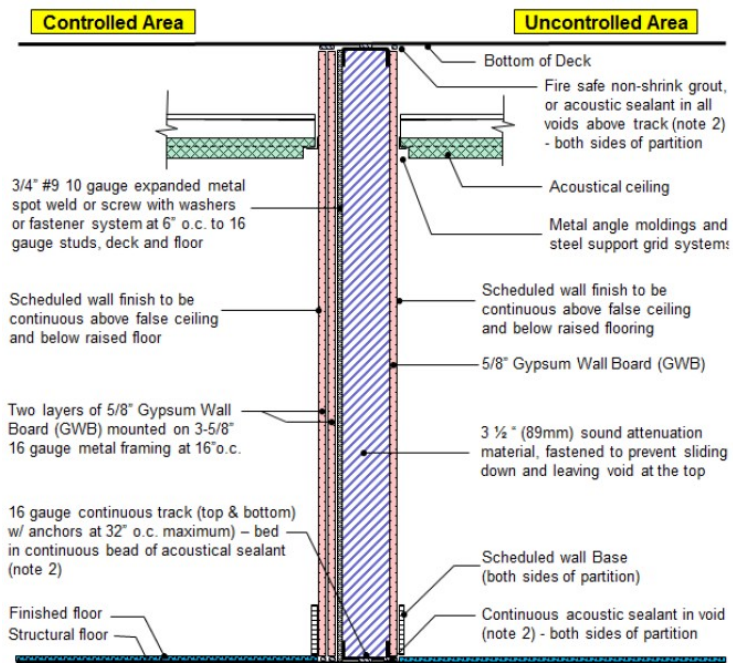 Controlled Area
Uncontrolled Area
Bottom of Deck
Fire safe non-shrink grout,
or acoustic sealant in all
voids above track (note 2)
- both sides of partition
3/4" #9 10 gauge expanded metal
spot weld or screw with washers
or fastener system at 6" o.c. to 16
gauge studs, deck and floor
Acoustical ceiling
Metal angle moldings and
steel support grid systems
Scheduled wall finish to be
continuous above false ceiling
and below raised floor
Scheduled wall finish to be
continuous above false ceiling
and below raised flooring
5/8" Gypsum Wall Board (GWB)
Two layers of 5/8" Gypsum Wall
Board (GWB) mounted on 3-5/8"
16 gauge metal framing at 16"o.c.
3 ½ " (89mm) sound attenuation
material, fastened to prevent sliding
down and leaving void at the top
16 gauge continuous track (top & bottom)
w/ anchors at 32" o.c. maximum) – bed
in continuous bead of acoustical sealant
(note 2)
Scheduled wall Base
(both sides of partition)
Finished floor
Structural floor
Continuous acoustic sealant in void
(note 2) - both sides of partition